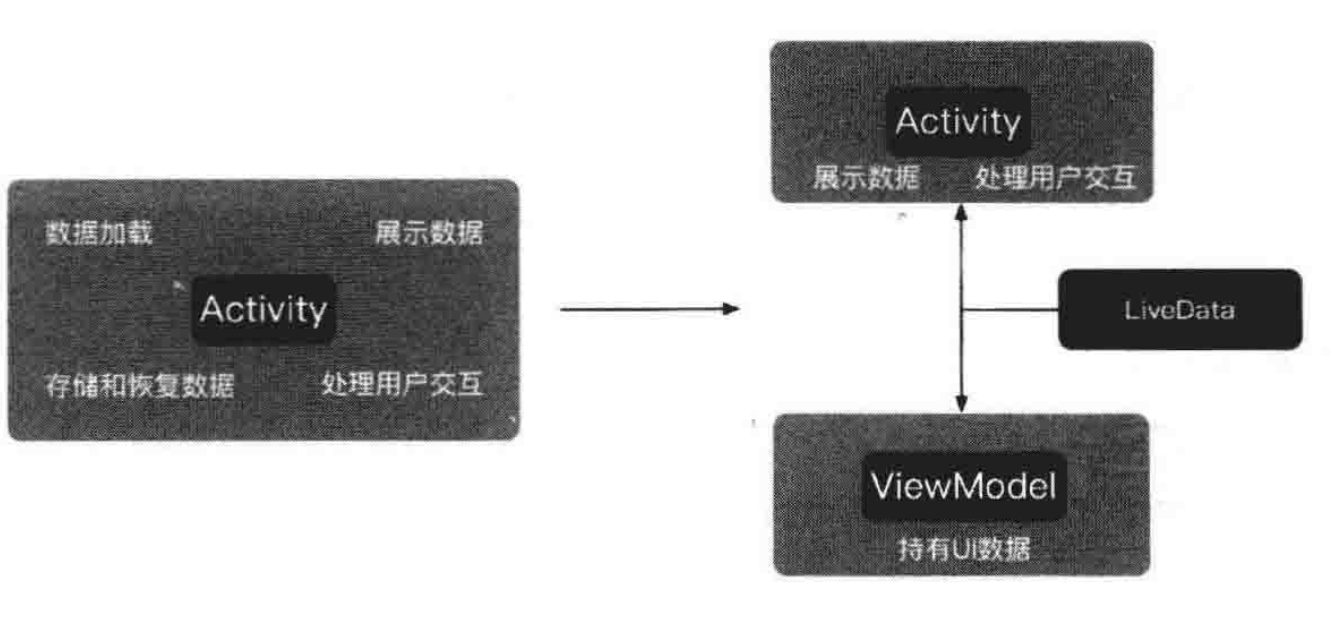 数据加载 展示数据
Activity
存储和恢复数据 处理用户交互
Activity
展示数据 处理用户交互
LiveData
ViewModel
持有UI数据